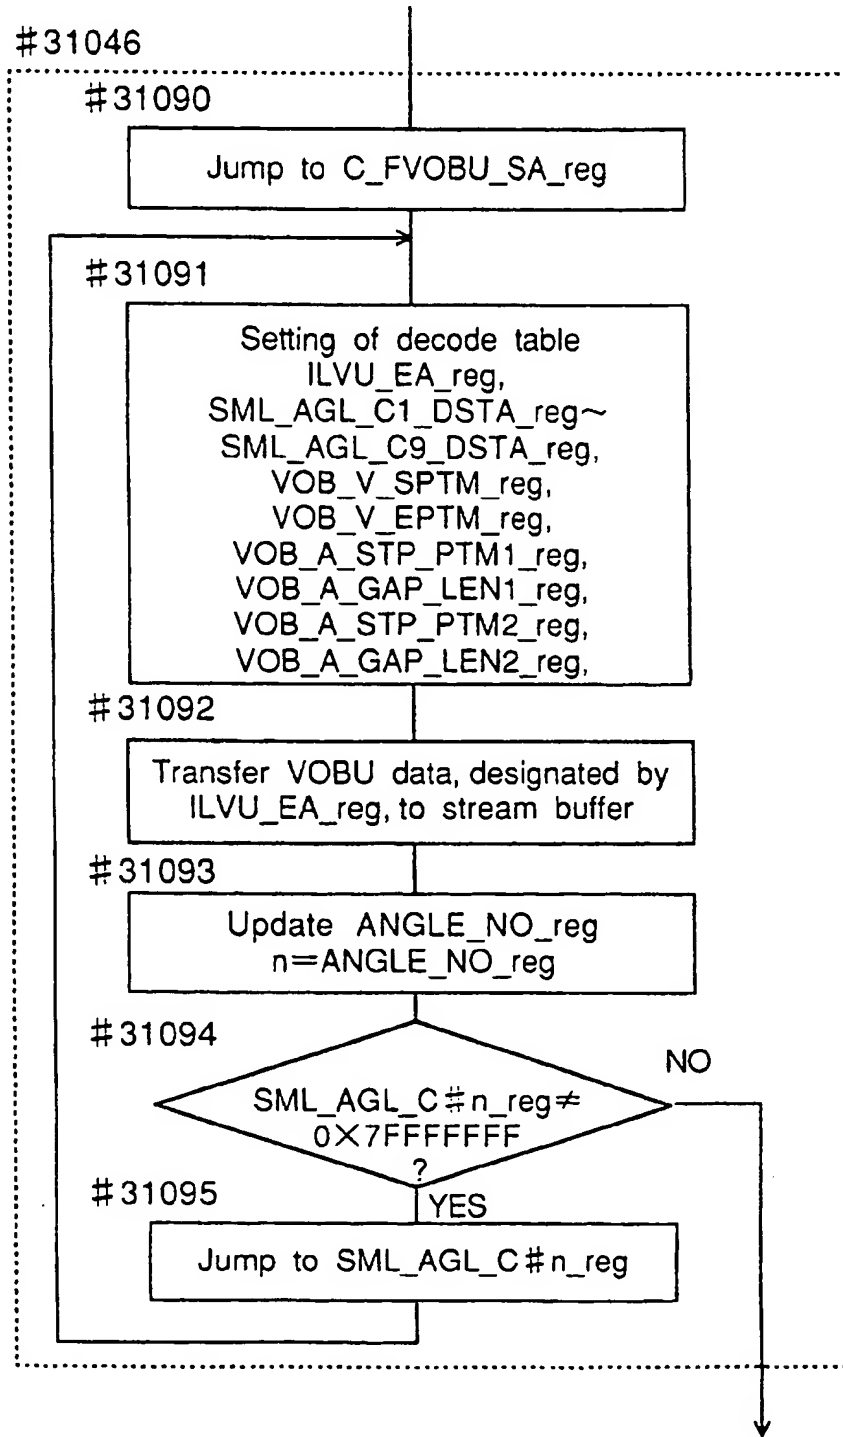 #31046
#31090
Jump to C_FVOBU_SA_reg
#31091
Setting of decode table
ILVU_EA_reg,
SML_AGL_C1_DSTA_reg~
SML_AGL_C9_DSTA_reg,
VOB_V_SPTM_reg,
VOB_V_EPTM_reg,
VOB_A_STP_PTM1_reg,
VOB_A_GAP_LEN1_reg,
VOB_A_STP_PTM2_reg,
VOB_A_GAP_LEN2_reg,
#31092
Transfer VOBU data, designated by
ILVU_EA_reg, to stream buffer
#31093
Update ANGLE_NO_reg
n=ANGLE_NO_reg
#31094
NO
SML_AGL_C#n_reg≠
0×7FFFFFFF
?
#31095
YES
Jump to SML_AGL_C#n_reg